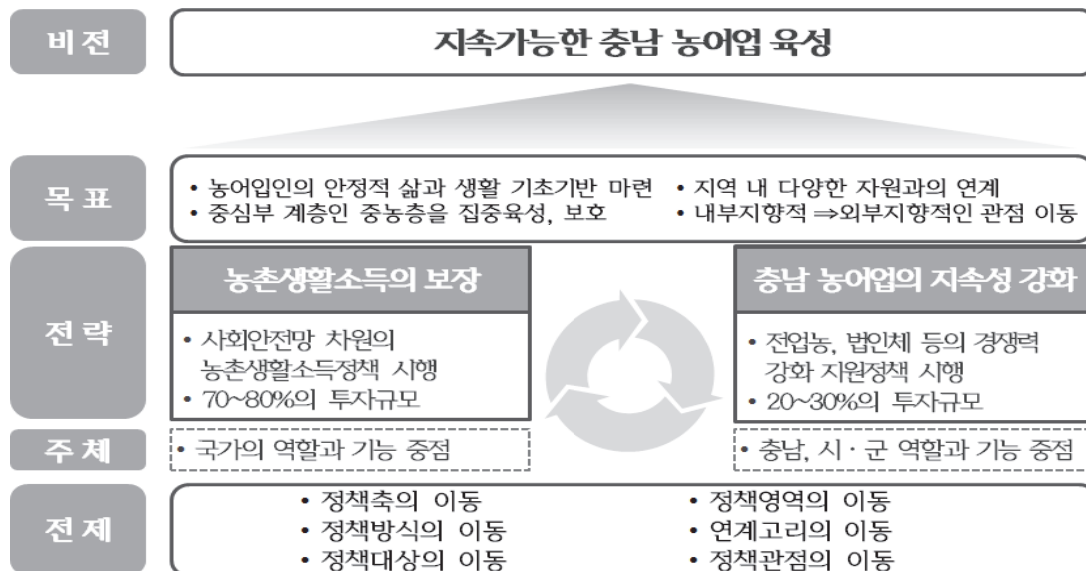 비전
지속가능한 충남 농어업 육성
목표
• 농어입인의 안정적 삶과 생활 기초기반 마련
• 중심부 계층인 중농층을 집중육성, 보호
• 지역 내 다양한 자원과의 연계
• 내부지향적 ⇒외부지향적인 관점 이동
전략
농촌생활소득의 보장
• 사회안전망 차원의
농촌생활소득정책 시행
• 70~80%의 투자규모
충남 농어업의 지속성 강화
• 전업농, 법인체 등의 경쟁력
강화 지원정책 시행
• 20~30%의 투자규모
주체
• 국가의 역할과 기능 중점
• 충남, 시 · 군 역할과 기능 중점
전제
• 정책축의 이동
• 정책방식의 이동
• 정책대상의 이동
• 정책영역의 이동
• 연계고리의 이동
• 정책관점의 이동